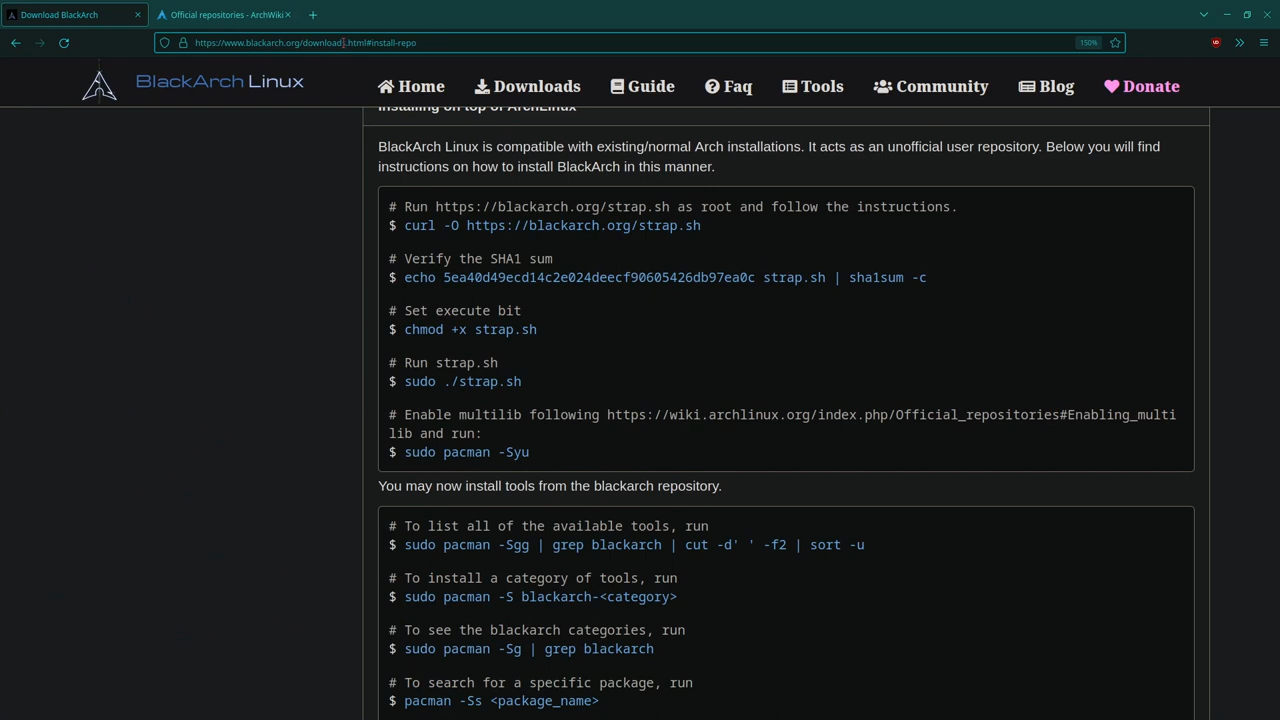 Download BlackArch
Official repositories - ArchWiki
https://www.blackarch.org/downloads.html#install-repo
150%
BlackArch Linux
Home
Downloads
Guide
Faq
Tools
Community
Blog
Donate
Installing on top of ArchLinux
BlackArch Linux is compatible with existing/normal Arch installations. It acts as an unofficial user repository. Below you will find
instructions on how to install BlackArch in this manner.
# Run https://blackarch.org/strap.sh as root and follow the instructions.
$ curl -O https://blackarch.org/strap.sh
# Verify the SHA1 sum
$ echo 5ea40d49ecd14c2e024deecf90605426db97ea0c strap.sh | sha1sum -c
# Set execute bit
$ chmod +x strap.sh
# Run strap.sh
$ sudo ./strap.sh
# Enable multilib following https://wiki.archlinux.org/index.php/Official_repositories#Enabling_multi
lib and run:
$ sudo pacman -Syu
You may now install tools from the blackarch repository.
# To list all of the available tools, run
$ sudo pacman -Sgg | grep blackarch | cut -d' ' -f2 | sort -u
# To install a category of tools, run
$ sudo pacman -S blackarch-<category>
# To see the blackarch categories, run
$ sudo pacman -Sg | grep blackarch
# To search for a specific package, run
$ pacman -Ss <package_name>